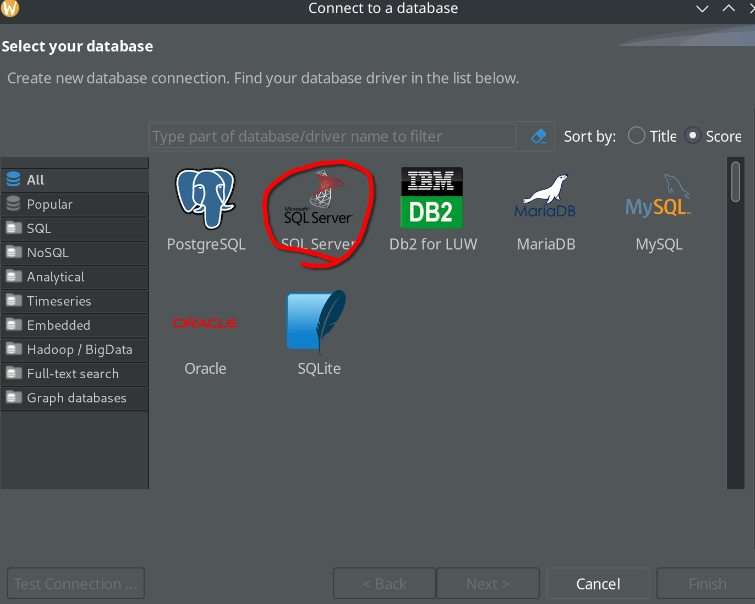 Connect to a database
Select your database
Create new database connection. Find your database driver in the list below.
Type part of database/driver name to filter
Sort by:
Title
Score
All
Popular
SQL
NoSQL
Analytical
Timeseries
Embedded
Hadoop / BigData
Full-text search
Graph databases
PostgreSQL
Microsoft
SQL Server
SQL Server
IBM
DB2
Db2 for LUW
MariaDB
MariaDB
MySQL
MySQL
ORACLE
Oracle
SQLite
Test Connection ...
< Back
Next >
Cancel
Finish